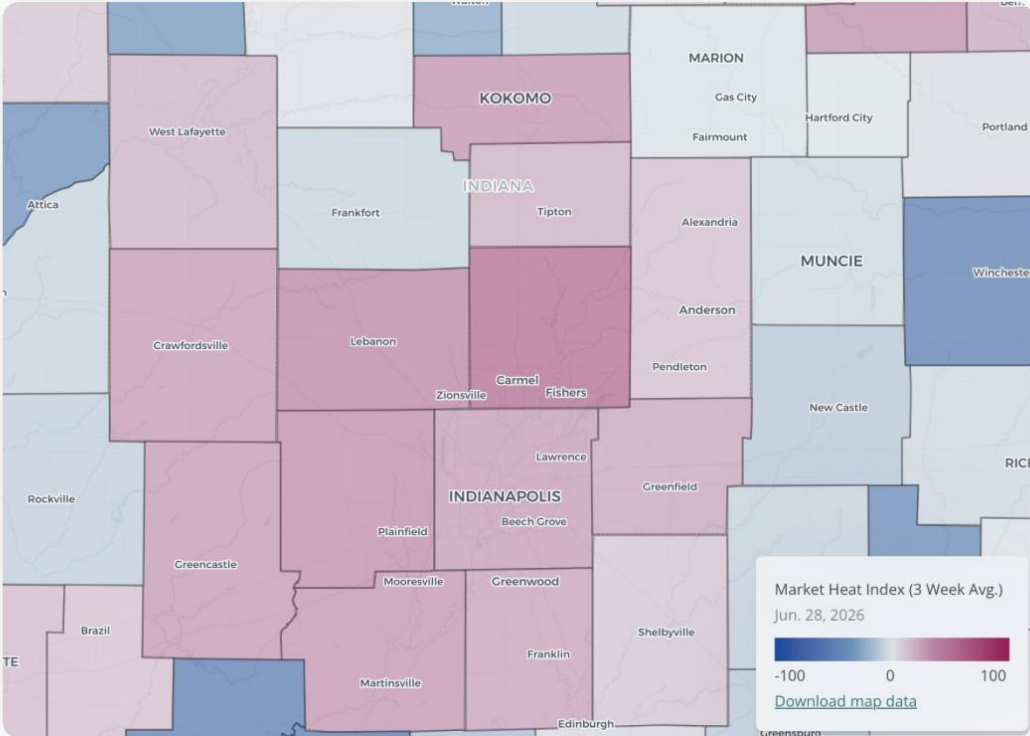 MARION
KOKOMO
Gas City
Hartford City
Portland
West Lafayette
Fairmount
INDIANA
Attica
Frankfort
Tipton
Alexandria
MUNCIE
Winchester
Anderson
Crawfordsville
Lebanon
Pendleton
Carmel
Fishers
Zionsville
New Castle
Lawrence
RICH
Greenfield
INDIANAPOLIS
Rockville
Beech Grove
Plainfield
Greencastle
Mooresville
Greenwood
Brazil
Shelbyville
TE
Franklin
Martinsville
Edinburgh
Greensburg
Market Heat Index (3 Week Avg.)
Jun. 28, 2026
-100 0 100
Download map data